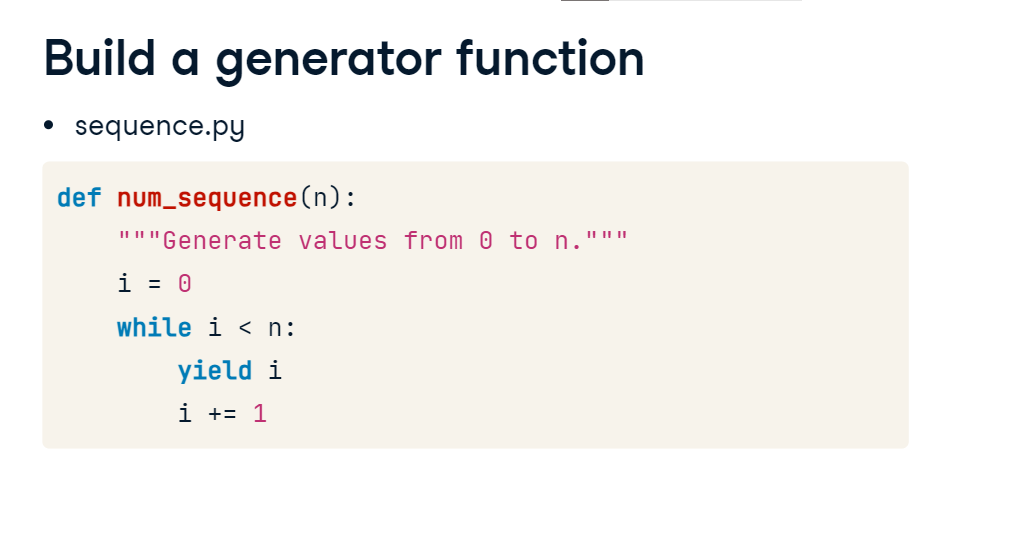 Build a generator function
• sequence.py
def num_sequence(n):
    """Generate values from 0 to n."""
    i = 0
    while i < n:
        yield i
        i += 1